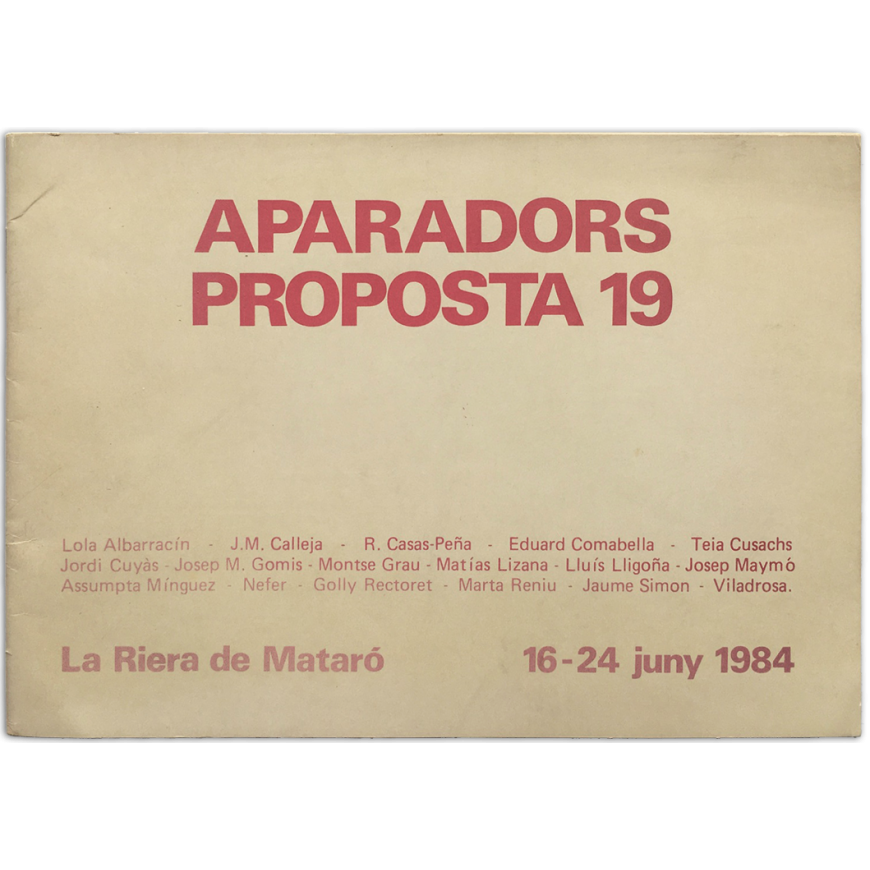 APARADORS
PROPOSTA 19
Lola Albarracín - J.M. Calleja - R. Casas-Peña - Eduard Comabella - Teia Cusachs
Jordi Cuyàs - Josep M. Gomis - Montse Grau - Matías Lizana - Lluís Lligoña - Josep Maymó
Assumpta Mínguez - Nefer - Golly Rectoret - Marta Reniu - Jaume Simon - Viladrosa.
La Riera de Mataró 16-24 juny 1984